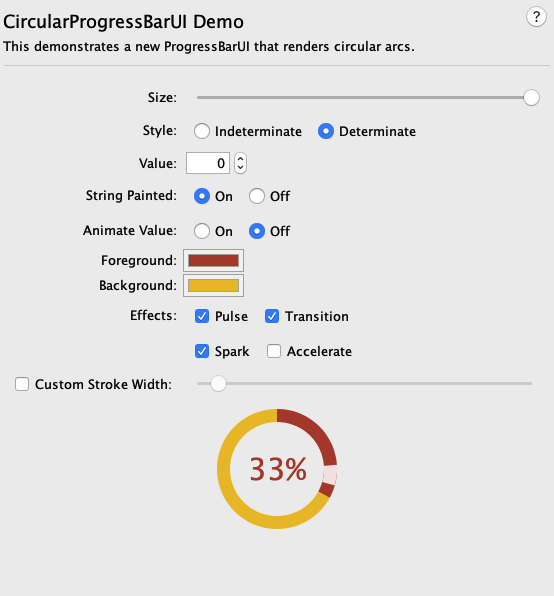 CircularProgressBarUI Demo
?
This demonstrates a new ProgressBarUI that renders circular arcs.
Size:
Style: Indeterminate Determinate
Value: 0
String Painted: On Off
Animate Value: On Off
Foreground:
Background:
Effects: Pulse Transition
Spark Accelerate
Custom Stroke Width:
33%